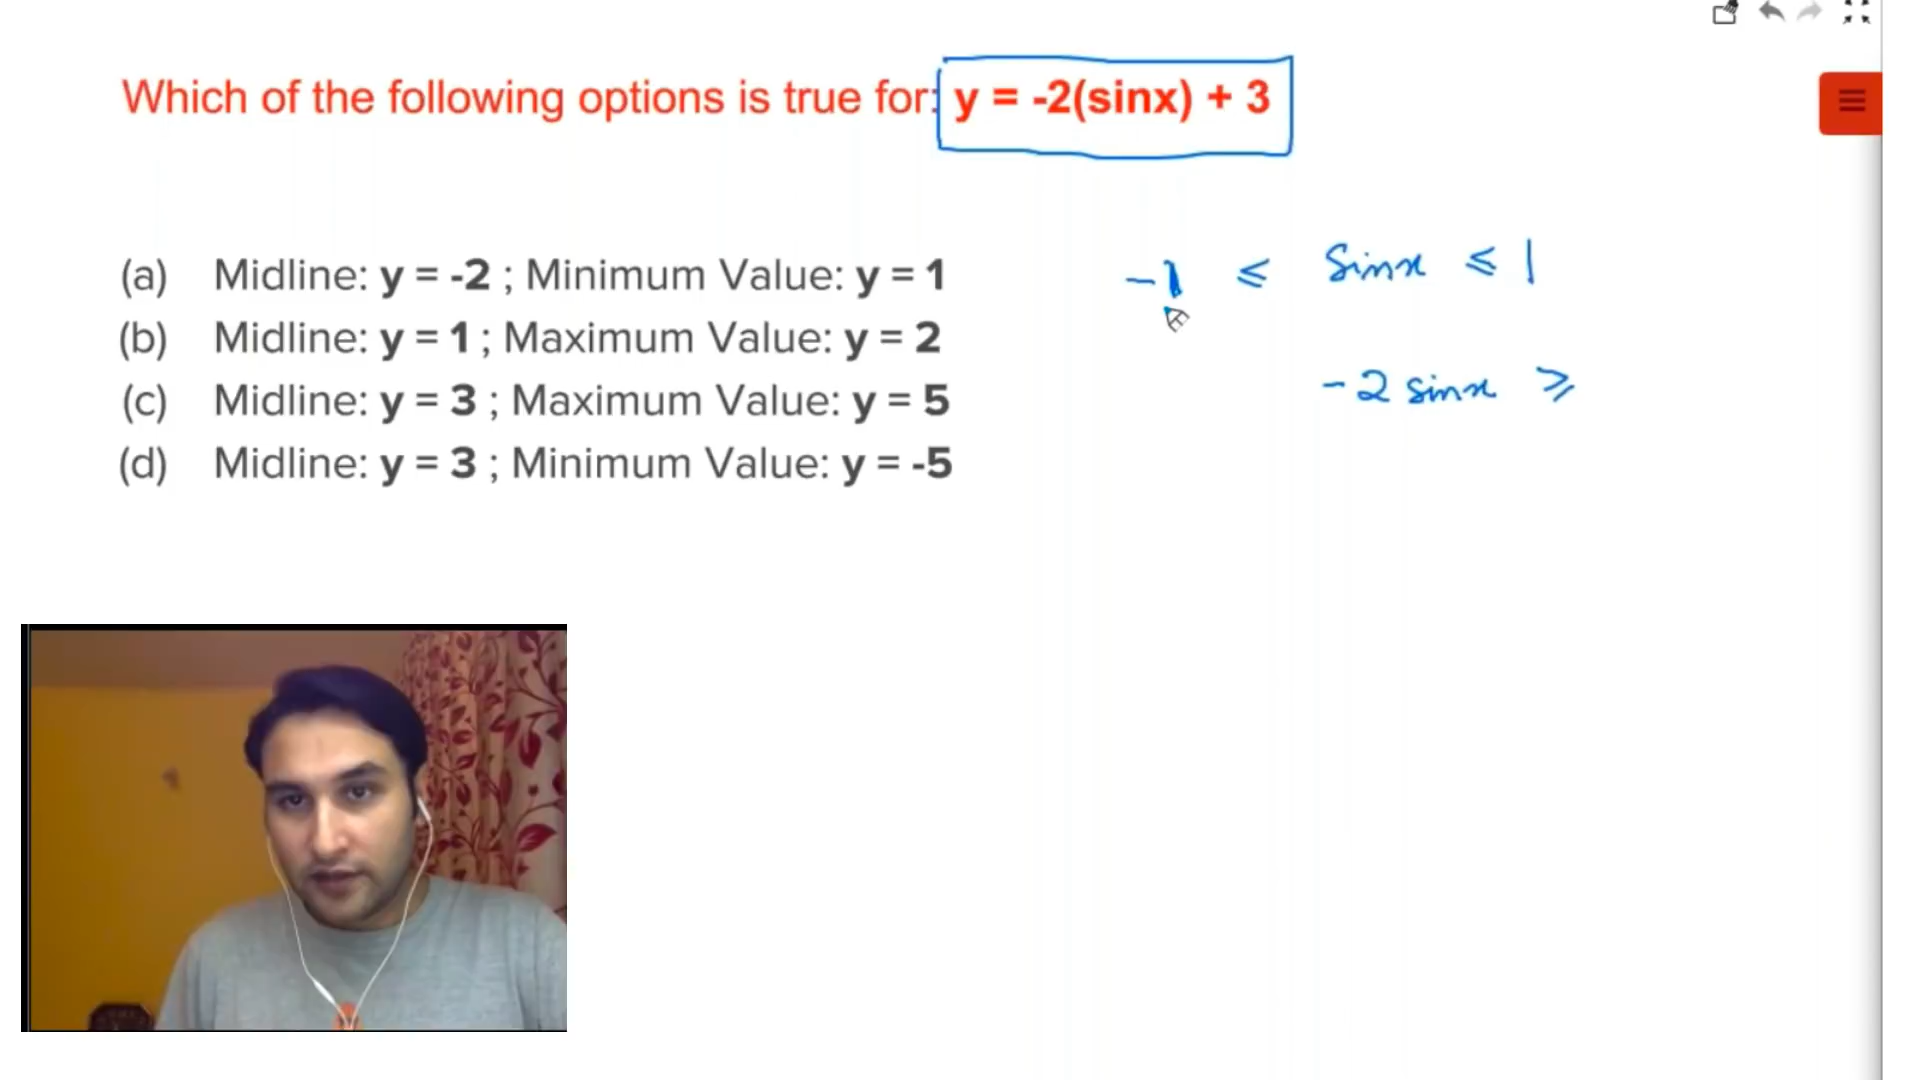 Which of the following options is true for: y = -2(sinx) + 3
(a) Midline: y = -2 ; Minimum Value: y = 1
(b) Midline: y = 1 ; Maximum Value: y = 2
(c) Midline: y = 3 ; Maximum Value: y = 5
(d) Midline: y = 3 ; Minimum Value: y = -5
-1 ⩽ Sinx ⩽ 1
-2 sinx ⩾